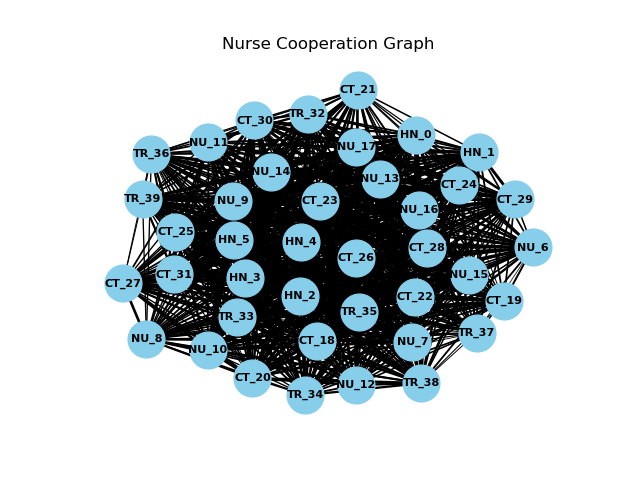 Nurse Cooperation Graph
CT_21
TR_32
CT_30
HN_0
NU_11
NU_17
HN_1
TR_36
NU_14
NU_13
CT_24
TR_39
NU_9
CT_23
NU_16
CT_29
CT_25
HN_5
HN_4
CT_28
NU_6
CT_26
CT_31
HN_3
NU_15
CT_27
HN_2
CT_22
CT_19
TR_33
TR_35
NU_8
TR_37
NU_10
CT_18
NU_7
CT_20
TR_34
NU_12
TR_38